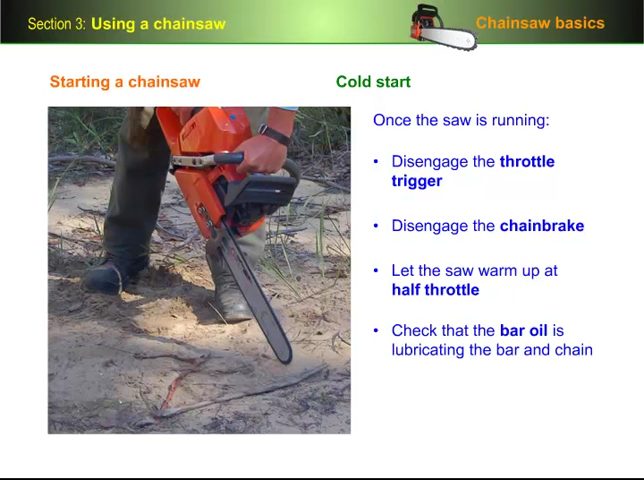 Section 3: Using a chainsaw
Chainsaw basics
Starting a chainsaw
Cold start
Once the saw is running:
• Disengage the throttle
trigger
• Disengage the chainbrake
• Let the saw warm up at
half throttle
• Check that the bar oil is
lubricating the bar and chain